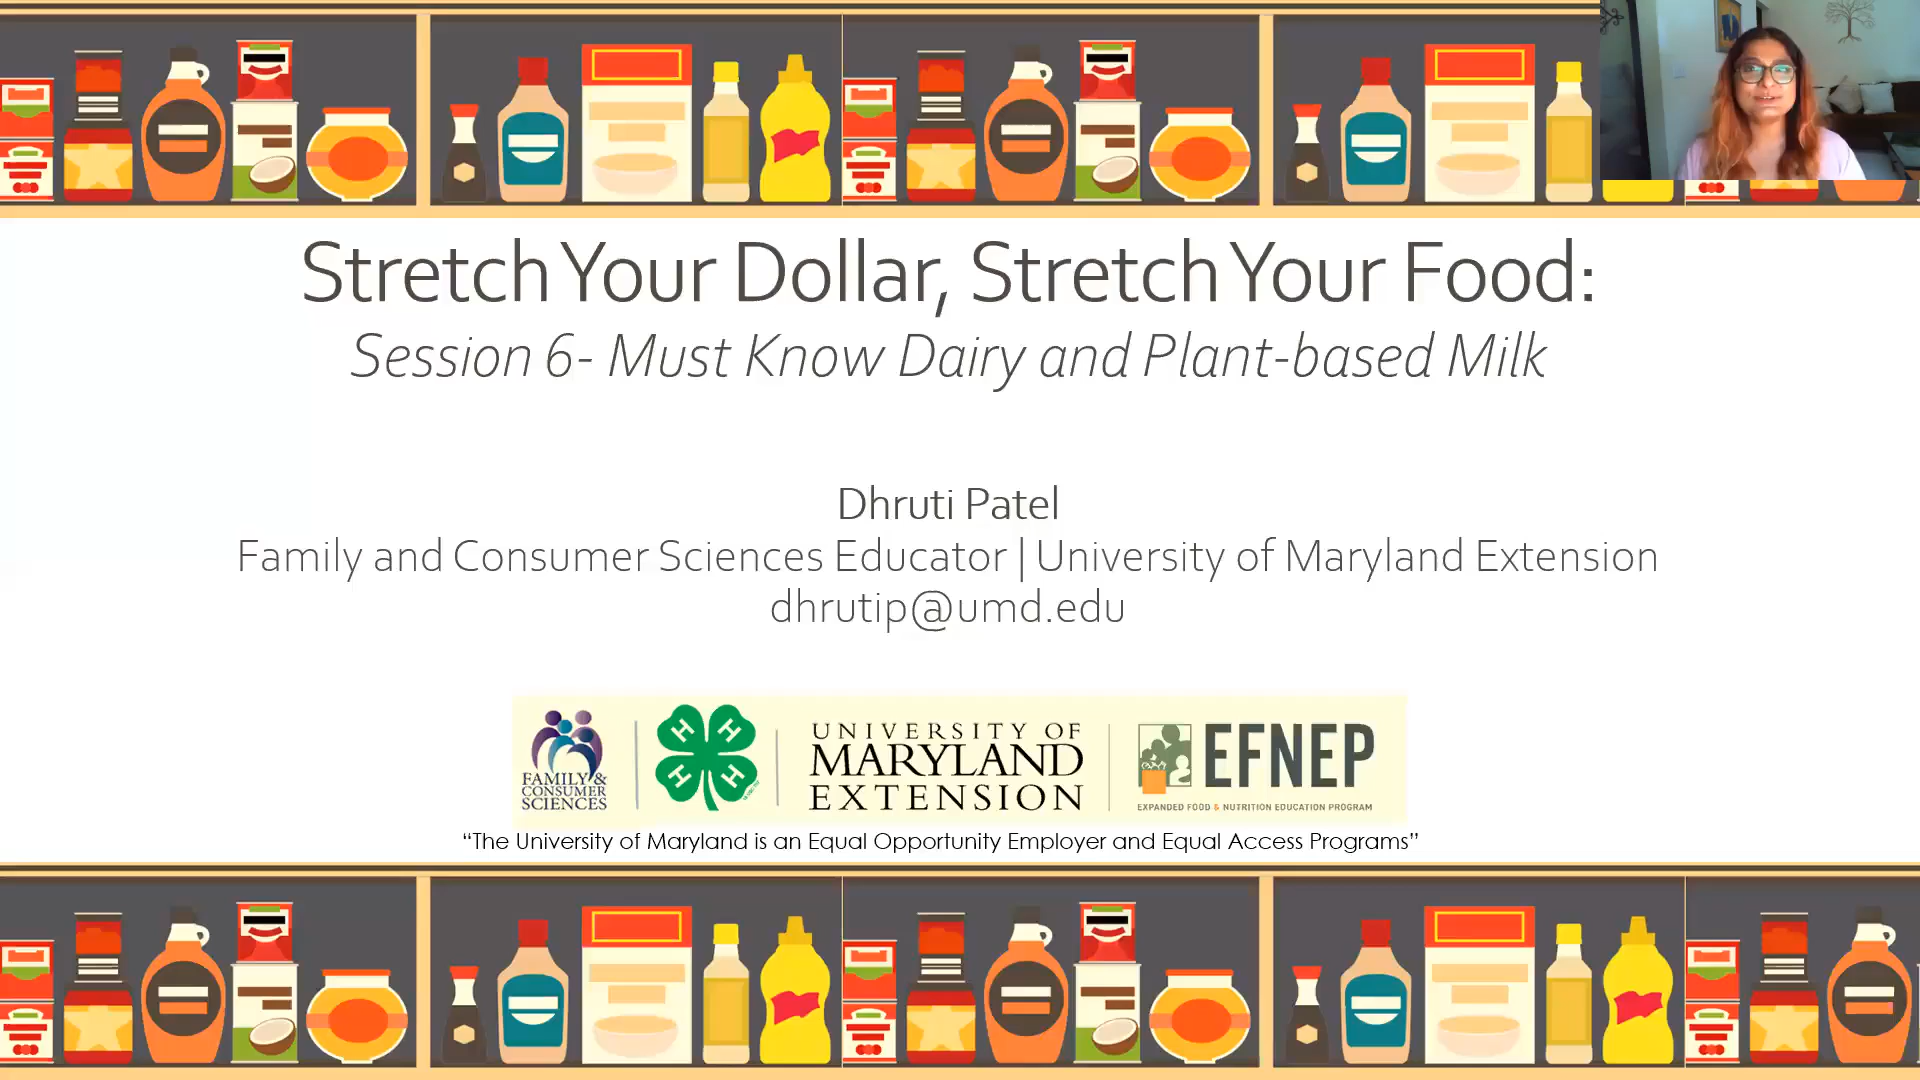 Stretch Your Dollar, Stretch Your Food:
Session 6- Must Know Dairy and Plant-based Milk
Dhruti Patel
Family and Consumer Sciences Educator | University of Maryland Extension
dhrutip@umd.edu
FAMILY &
CONSUMER
SCIENCES
H H
H H
UNIVERSITY OF
MARYLAND
EXTENSION
EFNEP
EXPANDED FOOD & NUTRITION EDUCATION PROGRAM
“The University of Maryland is an Equal Opportunity Employer and Equal Access Programs”